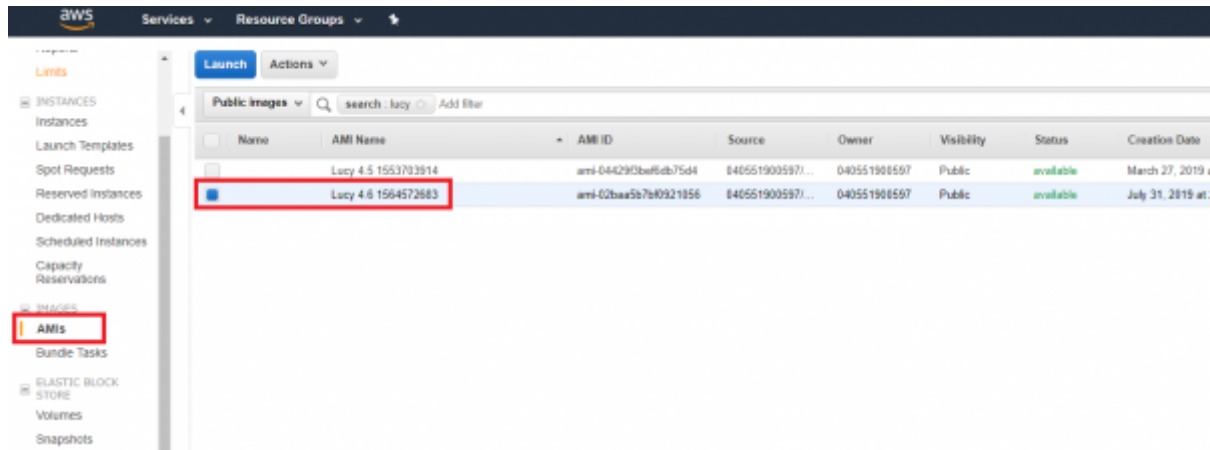 aws Services Resource Groups
Limits
Launch Actions
INSTANCES
Public images search : lucy Add filter
Instances
Name AMI Name AMI ID Source Owner Visibility Status Creation Date
Launch Templates
Spot Requests
Lucy 4.5 1553703914 040551900597/... 040551900597 Public available March 27, 2019
Reserved Instances
Lucy 4.6 1564572683 ami-02baa5b7bf0921056 040551900597/... 040551900597 Public available July 31, 2019 at
Dedicated Hosts
Scheduled Instances
Capacity
Reservations
IMAGES
AMIs
Bundle Tasks
ELASTIC BLOCK
STORE
Volumes
Snapshots